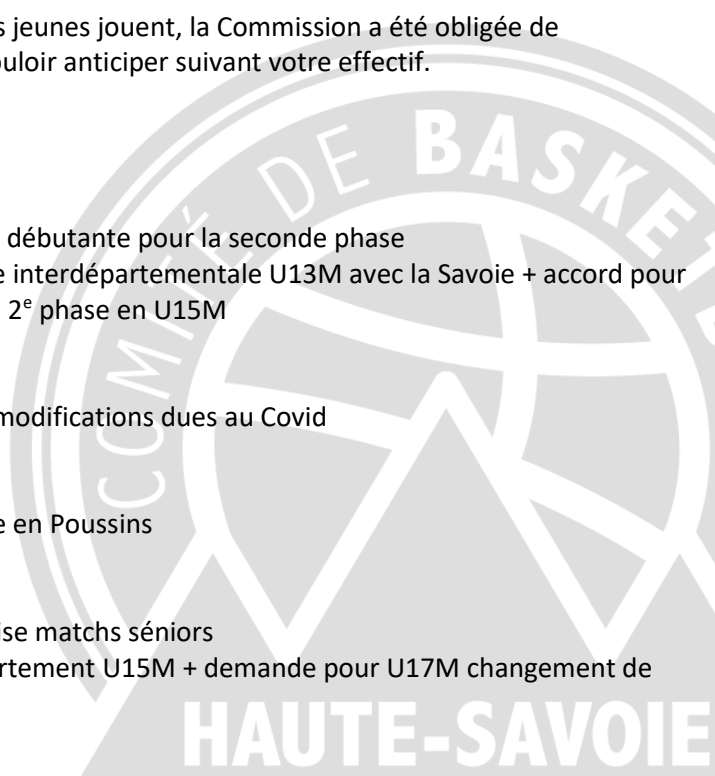 s jeunes jouent, la Commission a été obligée de
ouloir anticiper suivant votre effectif.
COMITÉ DE BASKE
débutante pour la seconde phase
e interdépartementale U13M avec la Savoie + accord pour
2e phase en U15M
modifications dues au Covid
e en Poussins
ise matchs séniors
rtement U15M + demande pour U17M changement de
HAUTE-SAVOIE